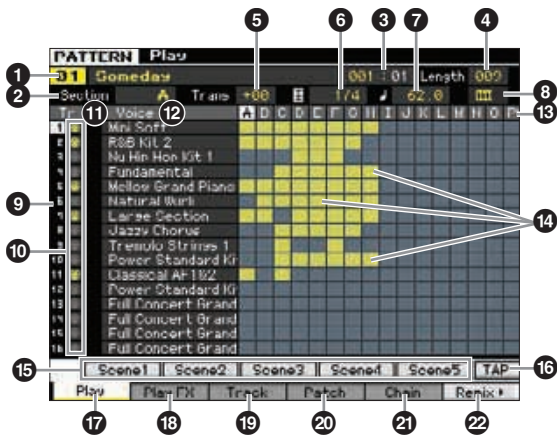 5 6 3 7 4
PATTERN Play
1 01 Someday 001 : 01 Length 009
2 Section A Trans +00 1/4 62.0 8
Tr 11 Voice 12 A B C D E F G H I J K L M N O P 13
1 Mini Soft
2 R&B Kit 2
3 Nu Hip Hop Kit 1
4 Fundamental
5 Mellow Grand Piano
9 6 Natural Work 14
7 Large Section
10 8 Jazzy Chorus
9 Tremolo Strings 1
10 Power Standard Ki
11 Classical AF1&2
12 Power Standard Ki
13 Full Concert Grand
14 Full Concert Grand
15 Full Concert Grand
16 Full Concert Grand
15 Scene1 Scene2 Scene3 Scene4 Scene5 TAP 16
Play Play FX Track Patch Chain Remix
17 18 19 20 21 22